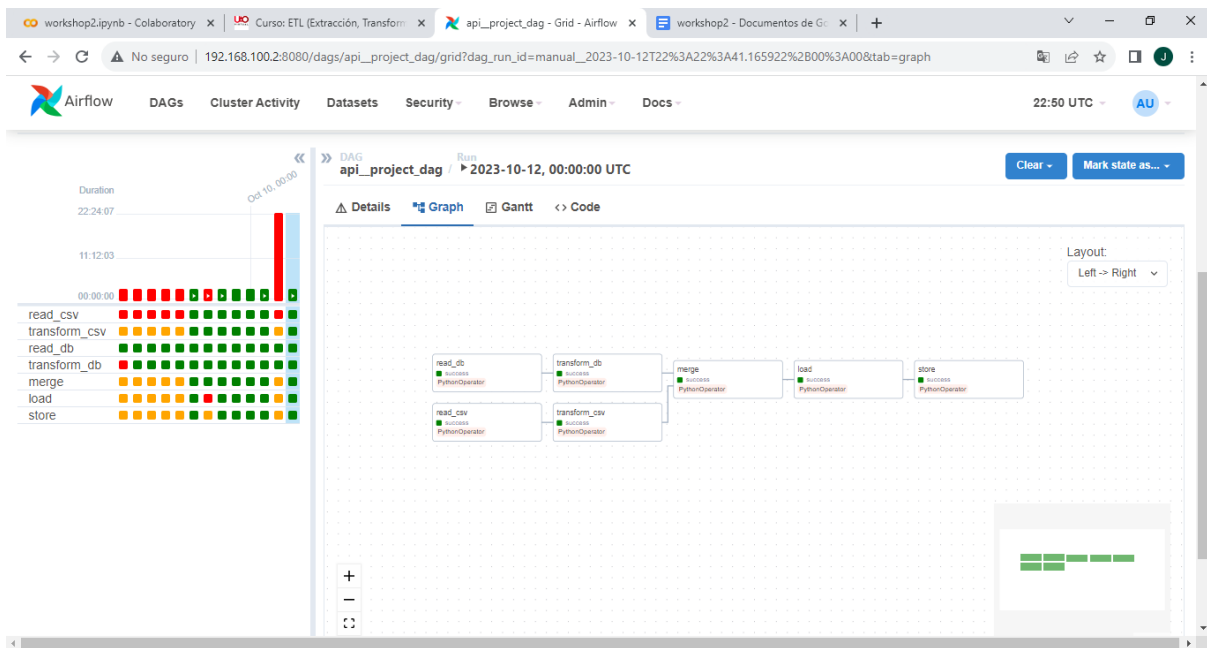 workshop2.ipynb - Colaboratory
Curso: ETL (Extracción, Transform
api__project_dag - Grid - Airflow
workshop2 - Documentos de Go
No seguro
192.168.100.2:8080/dags/api__project_dag/grid?dag_run_id=manual__2023-10-12T22%3A22%3A41.165922%2B00%3A00&tab=graph
J
Airflow
DAGs
Cluster Activity
Datasets
Security
Browse
Admin
Docs
22:50 UTC
AU
DAG
api__project_dag
/
Run
2023-10-12, 00:00:00 UTC
Clear
Mark state as...
Details
Graph
Gantt
Code
Oct 10, 00:00
Duration
22:24:07
11:12:03
00:00:00
read_csv
transform_csv
read_db
transform_db
merge
load
store
Layout:
Left -> Right
read_db
success
PythonOperator
transform_db
success
PythonOperator
merge
success
PythonOperator
load
success
PythonOperator
store
success
PythonOperator
read_csv
success
PythonOperator
transform_csv
success
PythonOperator